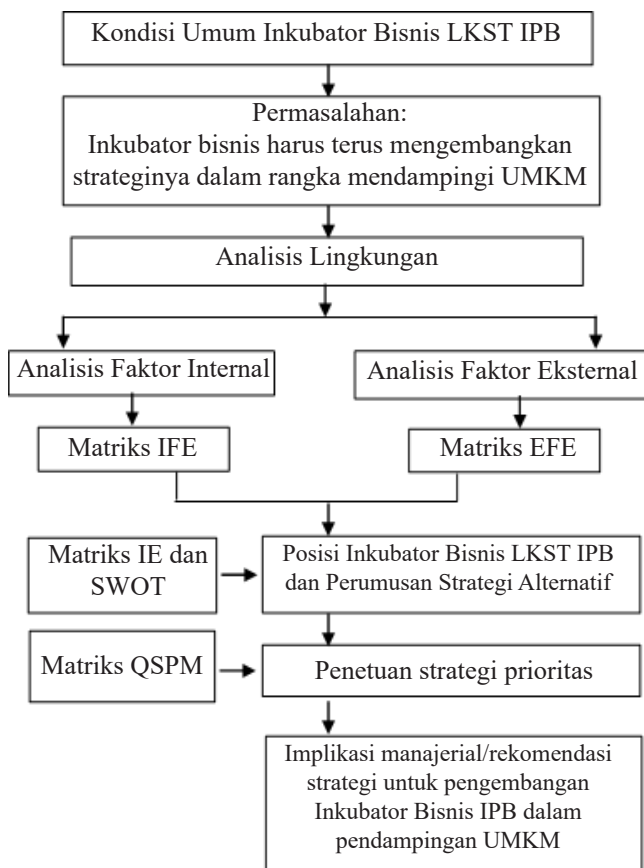 Kondisi Umum Inkubator Bisnis LKST IPB
Permasalahan:
Inkubator bisnis harus terus mengembangkan
strateginya dalam rangka mendampingi UMKM
Analisis Lingkungan
Analisis Faktor Internal
Analisis Faktor Eksternal
Matriks IFE
Matriks EFE
Matriks IE dan
SWOT
Posisi Inkubator Bisnis LKST IPB
dan Perumusan Strategi Alternatif
Matriks QSPM
Penetuan strategi prioritas
Implikasi manajerial/rekomendasi
strategi untuk pengembangan
Inkubator Bisnis IPB dalam
pendampingan UMKM